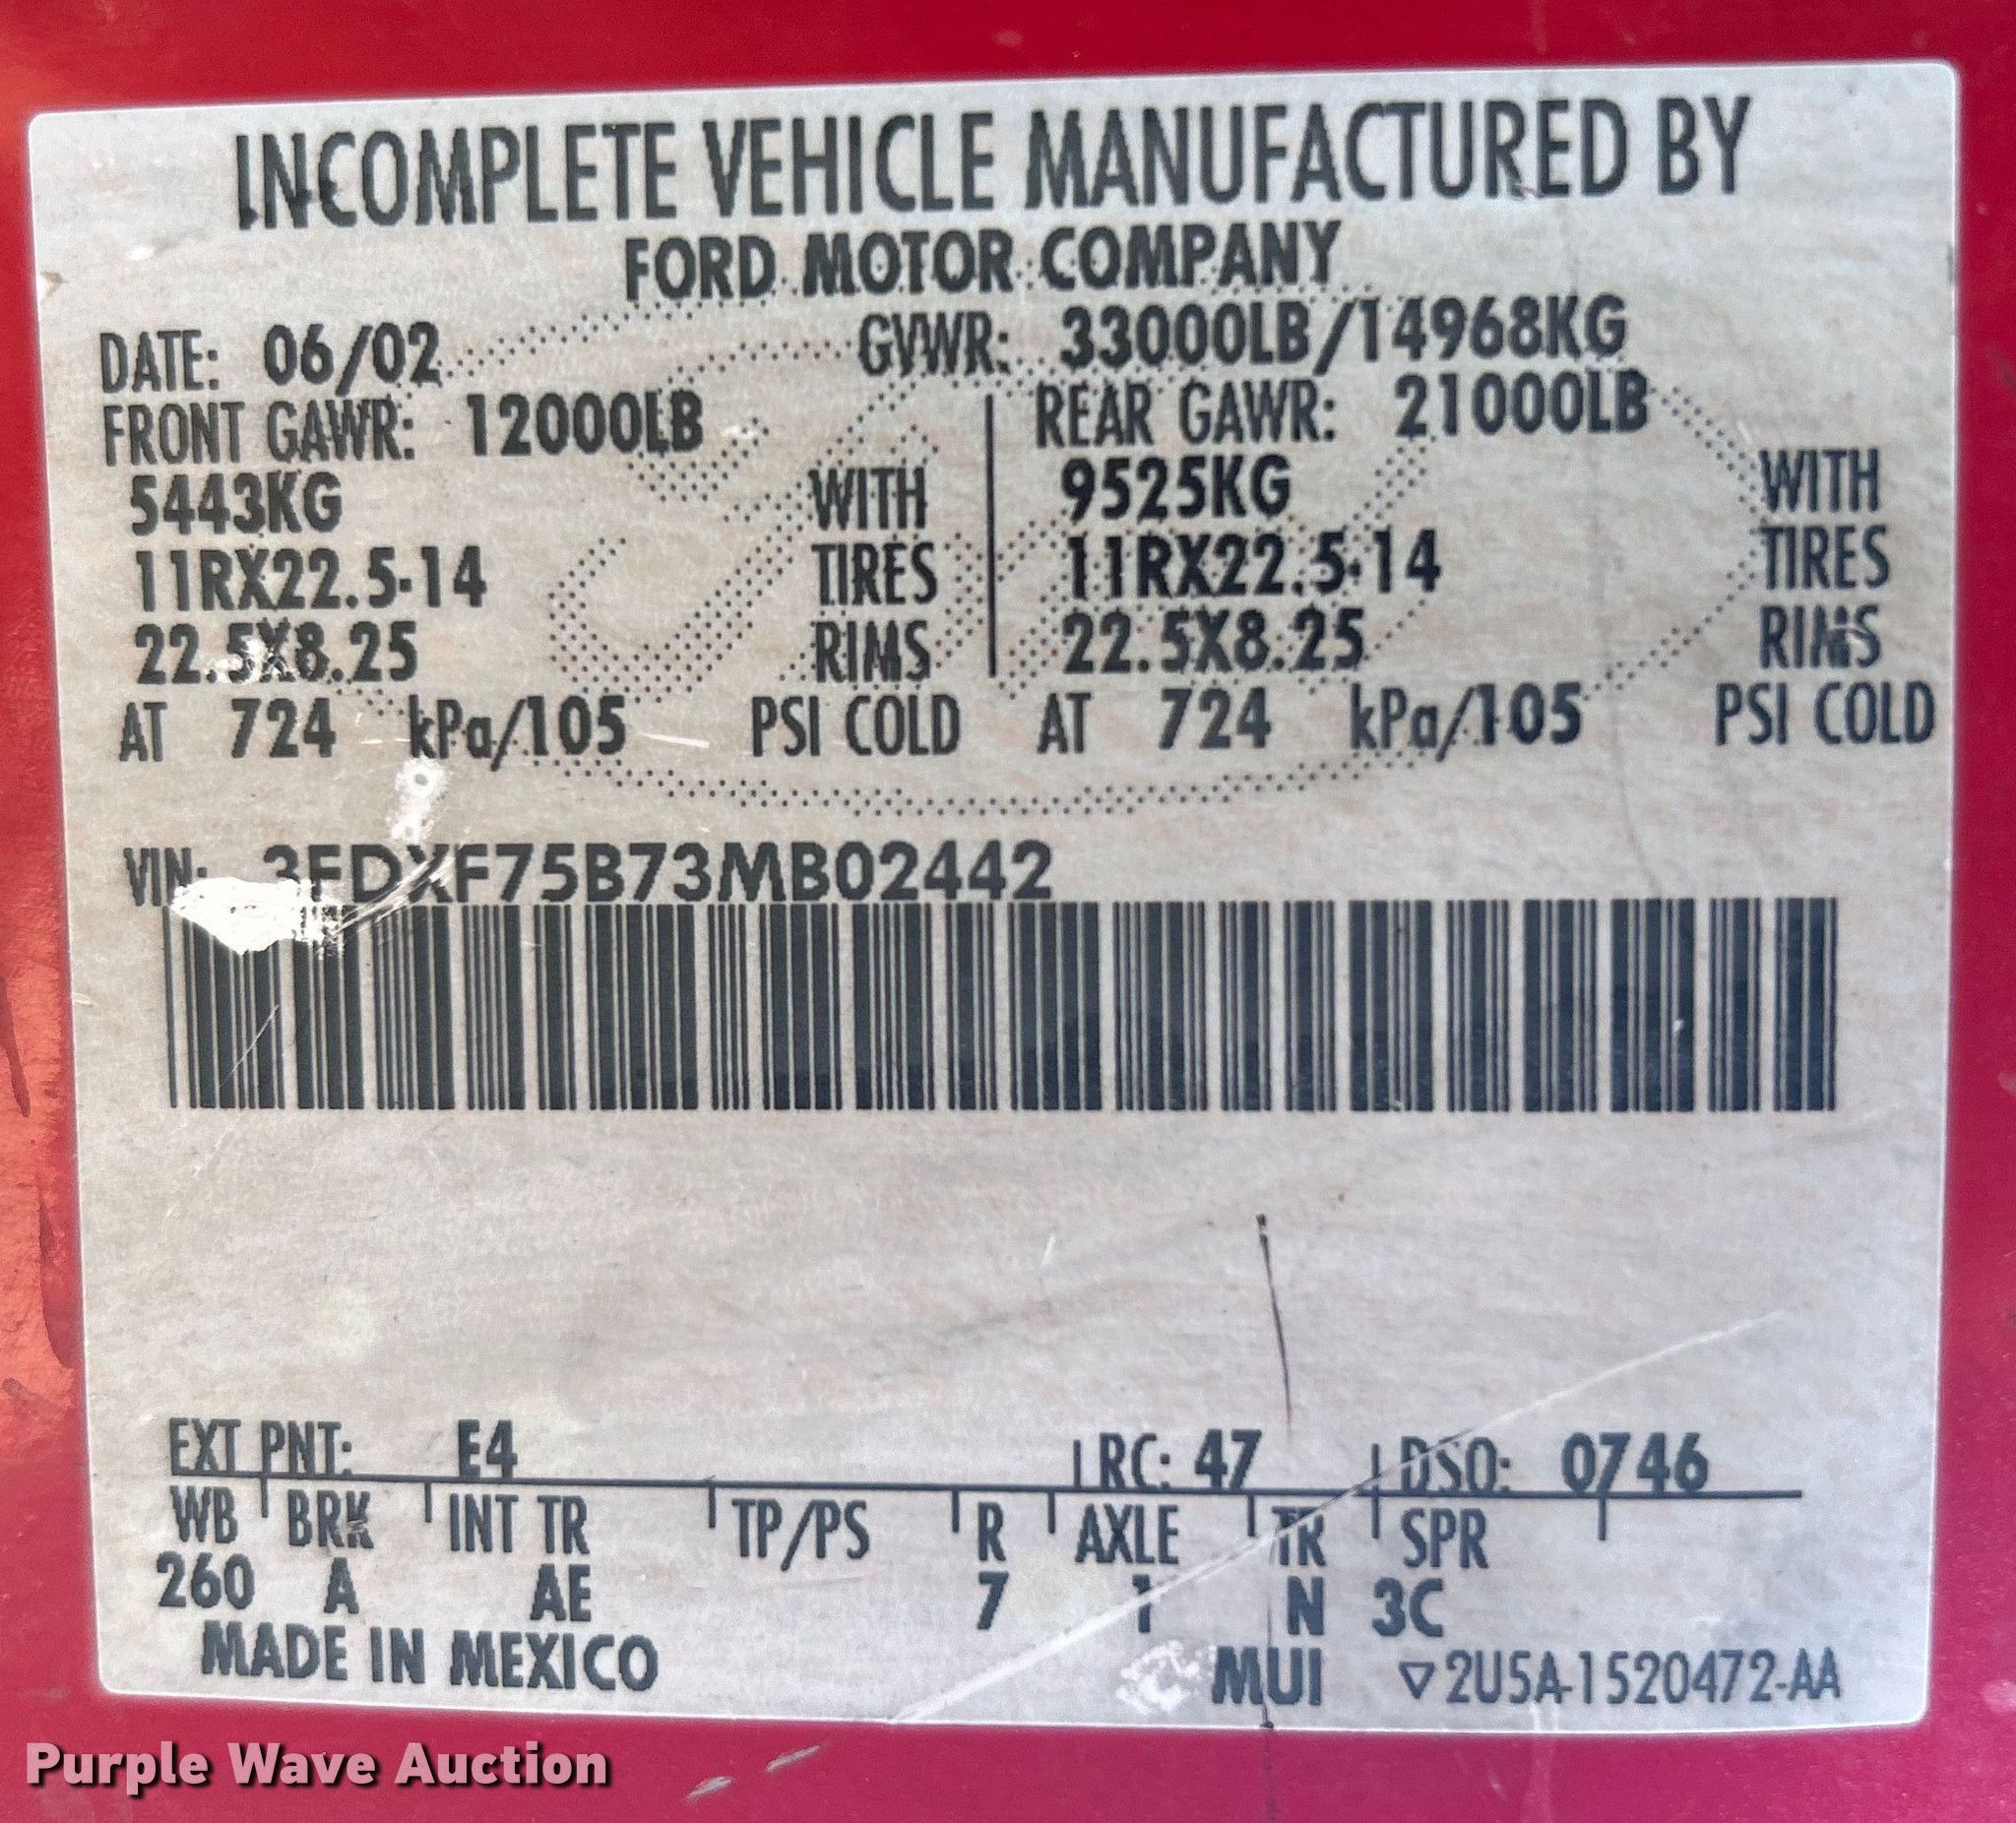 INCOMPLETE VEHICLE MANUFACTURED BY
FORD MOTOR COMPANY
DATE: 06/02 GVWR: 33000LB/14968KG
FRONT GAWR: 12000LB REAR GAWR: 21000LB
5443KG WITH 9525KG WITH
11RX22.5-14 TIRES 11RX22.5-14 TIRES
22.5X8.25 RIMS 22.5X8.25 RIMS
AT 724 kPa/105 PSI COLD AT 724 kPa/105 PSI COLD
VIN: 3FDXF75B73MB02442
EXT PNT: E4 RC: 47 DSO: 0746
WB BRK INT TR TP/PS R AXLE TR SPR
260 A AE 7 1 N 3C
MADE IN MEXICO MUI ▽2U5A-1520472-AA
Purple Wave Auction